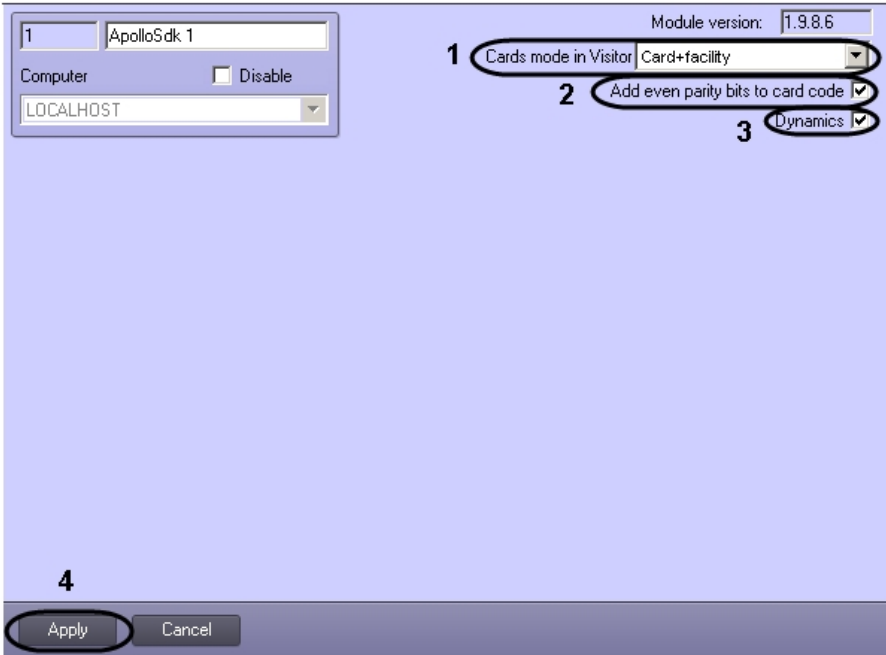 1 ApolloSdk 1
Computer Disable
LOCALHOST
Module version: 1.9.8.6
1 Cards mode in Visitor Card+facility
2 Add even parity bits to card code
3 Dynamics
4
Apply Cancel